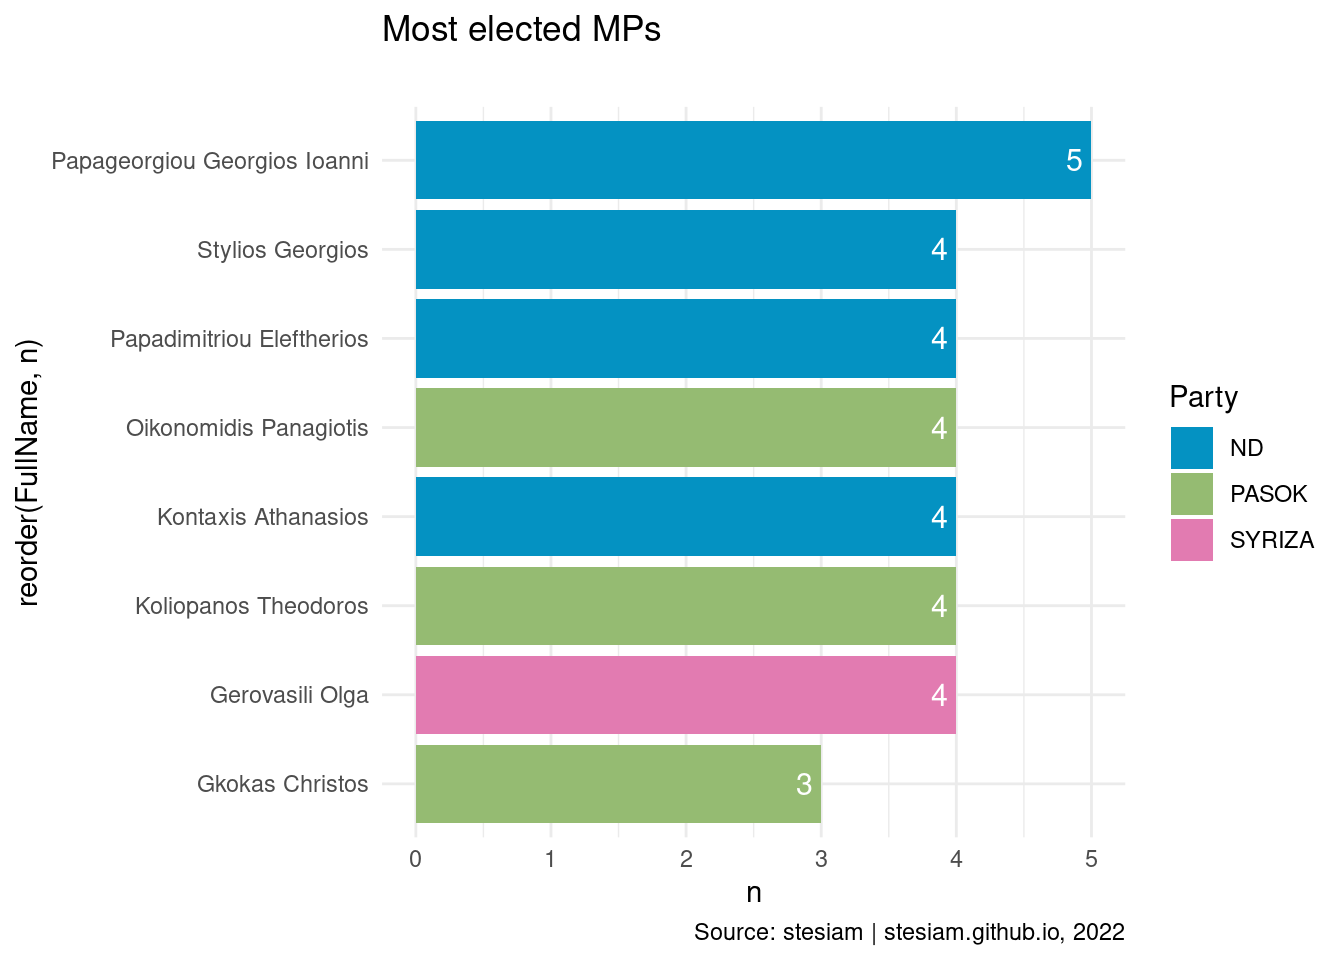 Most elected MPs
Papageorgiou Georgios Ioanni
5
Stylios Georgios
4
Papadimitriou Eleftherios
4
Oikonomidis Panagiotis
4
Kontaxis Athanasios
4
Koliopanos Theodoros
4
Gerovasili Olga
4
Gkokas Christos
3
reorder(FullName, n)
0 1 2 3 4 5
n
Party
ND
PASOK
SYRIZA
Source: stesiam | stesiam.github.io, 2022